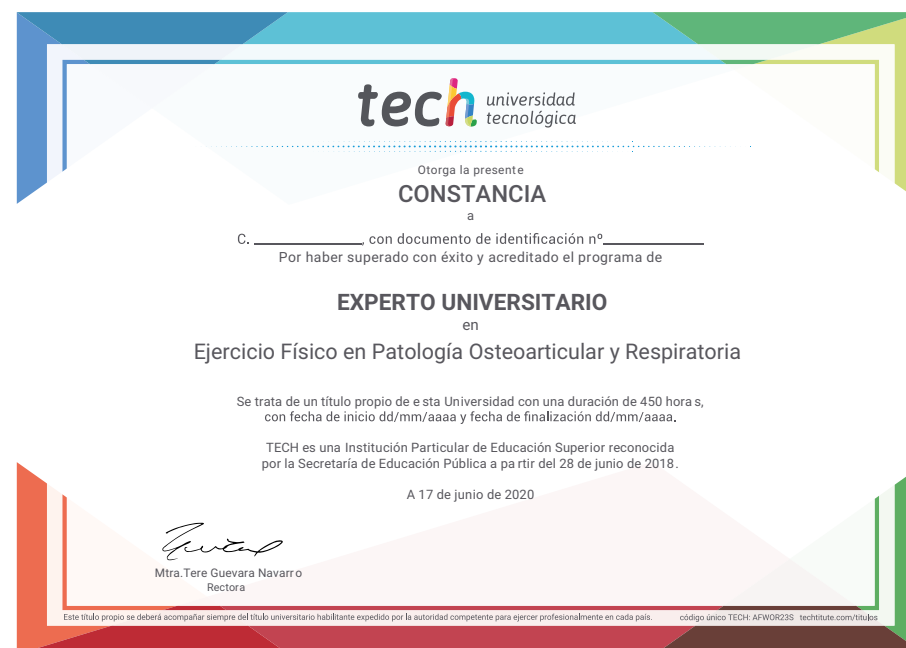 tech universidad
tecnológica
Otorga la presente
CONSTANCIA
a
C. ______________, con documento de identificación nº_____________
Por haber superado con éxito y acreditado el programa de
EXPERTO UNIVERSITARIO
en
Ejercicio Físico en Patología Osteoarticular y Respiratoria
Se trata de un título propio de esta Universidad con una duración de 450 horas,
con fecha de inicio dd/mm/aaaa y fecha de finalización dd/mm/aaaa.
TECH es una Institución Particular de Educación Superior reconocida
por la Secretaría de Educación Pública a partir del 28 de junio de 2018.
A 17 de junio de 2020
Mtra.Tere Guevara Navarro
Rectora
Este título propio se deberá acompañar siempre del título universitario habilitante expedido por la autoridad competente para ejercer profesionalmente en cada país. código único TECH: AFWOR23S techtitute.com/titulos